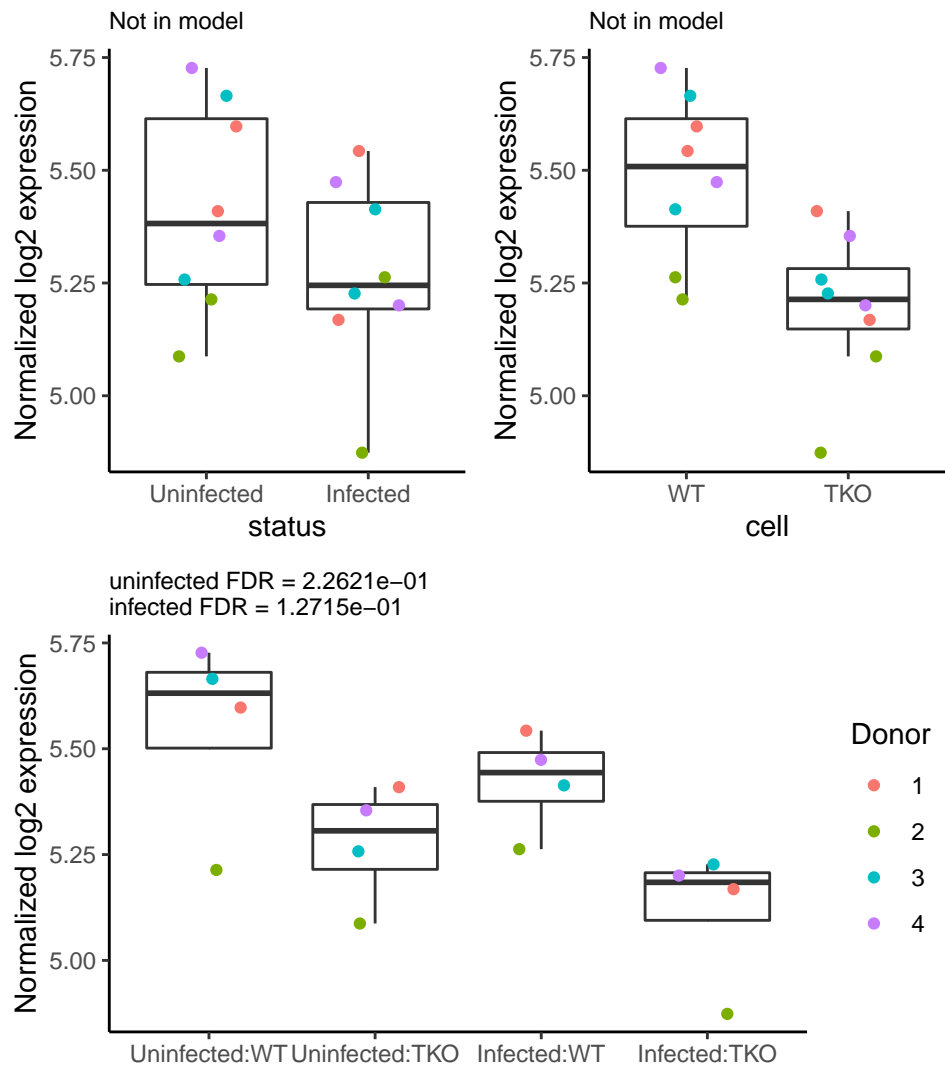 Not in model
Normalized log2 expression
5.75
5.50
5.25
5.00
Uninfected Infected
status
Not in model
Normalized log2 expression
5.75
5.50
5.25
5.00
WT TKO
cell
uninfected FDR = 2.2621e−01
infected FDR = 1.2715e−01
Normalized log2 expression
5.75
5.50
5.25
5.00
Uninfected:WT Uninfected:TKO Infected:WT Infected:TKO
Donor
1
2
3
4